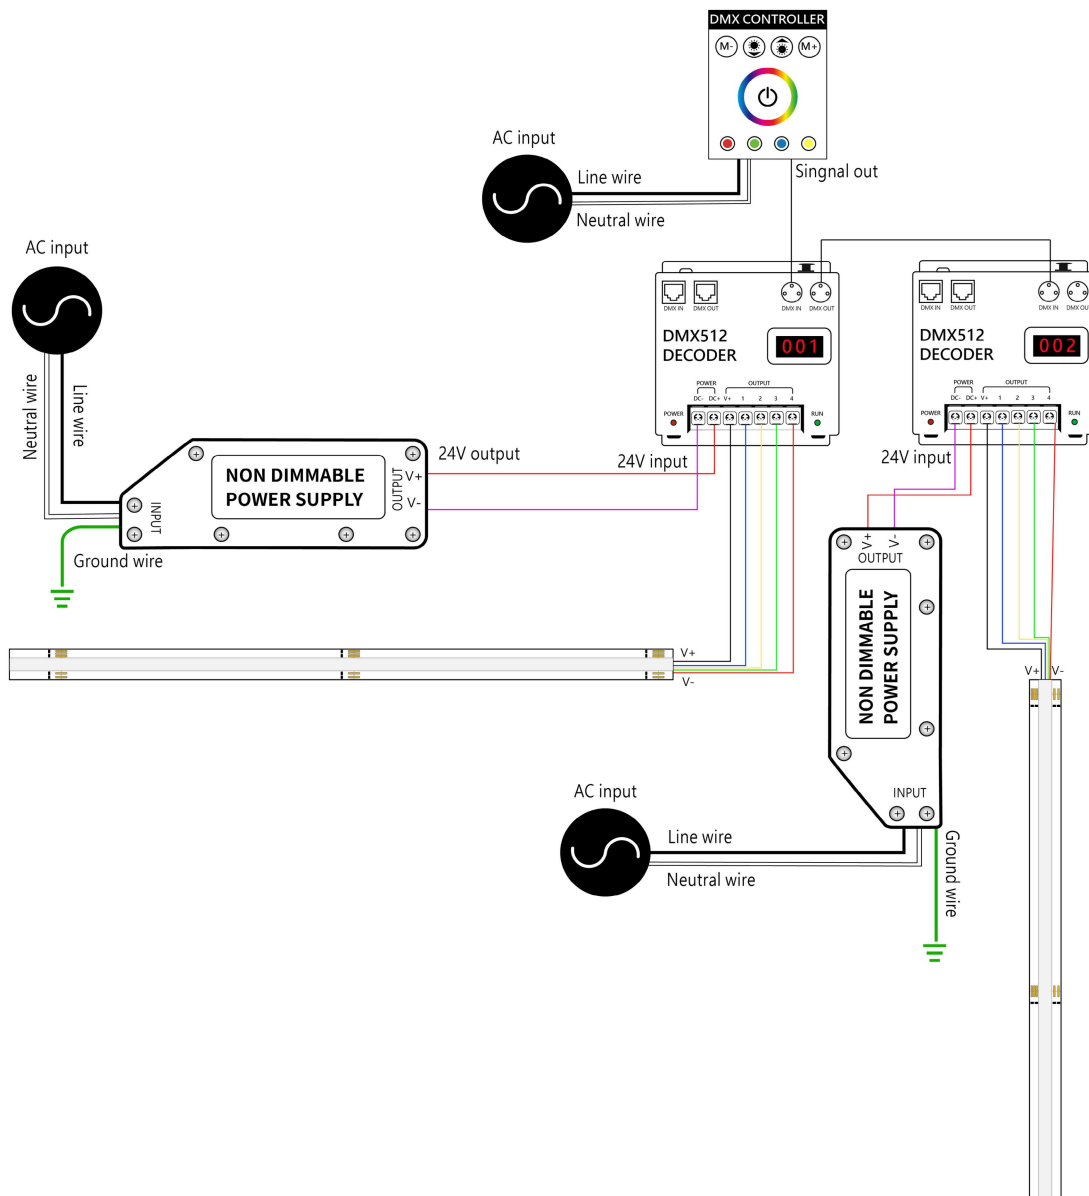 DMX CONTROLLER
M-
M+
AC input
Line wire
Neutral wire
Singnal out
AC input
Neutral wire
Line wire
DMX IN
DMX OUT
DMX IN
DMX OUT
DMX512
DECODER
001
POWER
OUTPUT
DC-
DC+
V+
1
2
3
4
POWER
RUN
DMX IN
DMX OUT
DMX IN
DMX OU
DMX512
DECODER
002
POWER
OUTPUT
DC-
DC+
V+
1
2
3
4
POWER
RUN
24V output
24V input
24V input
NON DIMMABLE
POWER SUPPLY
INPUT
OUTPUT
V+
V-
Ground wire
V+
V-
OUTPUT
NON DIMMABLE
POWER SUPPLY
INPUT
V+
V-
V+
V-
AC input
Line wire
Neutral wire
Ground wire